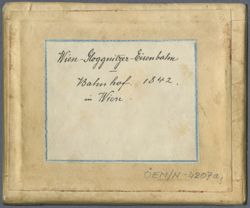 Wien-Gloggnitzer-Eisenbahn
Bahnhof 1842.
in Wien.
ÖEM/N-4207a,